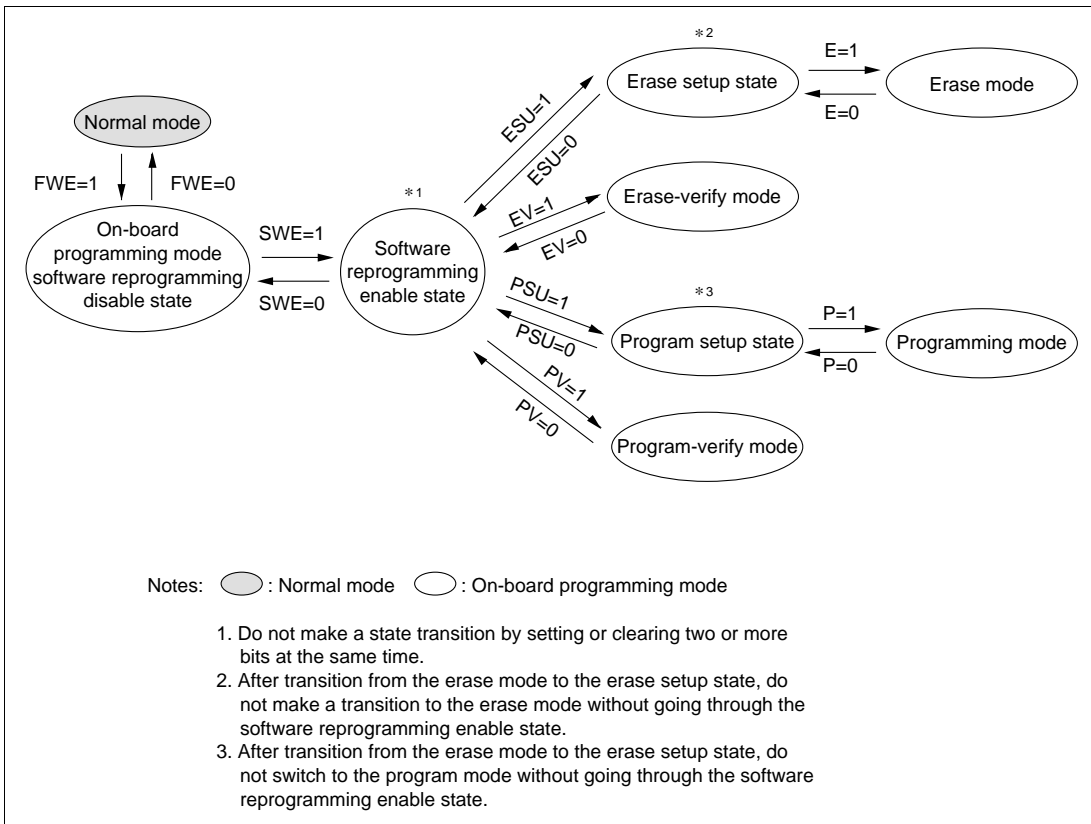 *2
E=1
Erase setup state
Erase mode
E=0
Normal mode
ESU=1
ESU=0
FWE=1
FWE=0
*1
EV=1
Erase-verify mode
EV=0
On-board
programming mode
software reprogramming
disable state
SWE=1
SWE=0
Software
reprogramming
enable state
PSU=1
PSU=0
*3
P=1
Program setup state
Programming mode
P=0
PV=1
PV=0
Program-verify mode
Notes: : Normal mode : On-board programming mode
1. Do not make a state transition by setting or clearing two or more
bits at the same time.
2. After transition from the erase mode to the erase setup state, do
not make a transition to the erase mode without going through the
software reprogramming enable state.
3. After transition from the erase mode to the erase setup state, do
not switch to the program mode without going through the software
reprogramming enable state.